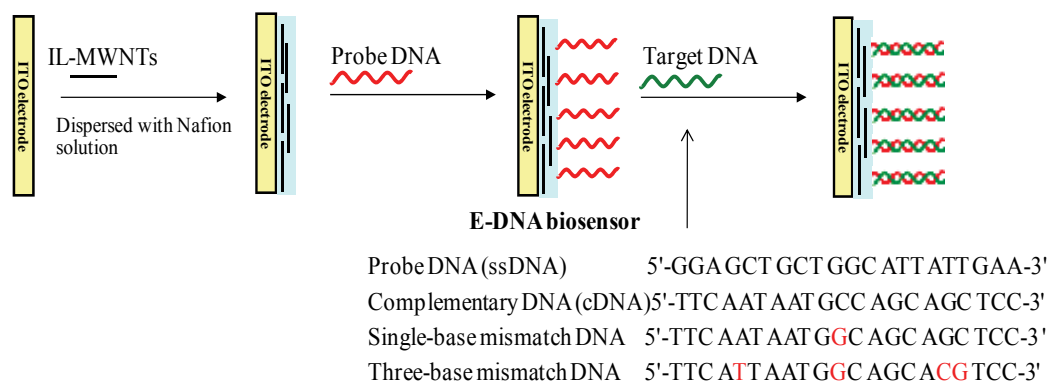 ITO electrode
IL-MWNTs
Dispersed with Nafion
solution
ITO electrode
Probe DNA
ITO electrode
Target DNA
ITO electrode
E-DNA biosensor
Probe DNA (ssDNA) 5'-GGA GCT GCT GGC ATT ATT GAA-3'
Complementary DNA (cDNA) 5'-TTC AAT AAT GCC AGC AGC TCC-3'
Single-base mismatch DNA 5'-TTC AAT AAT GGC AGC AGC TCC-3'
Three-base mismatch DNA 5'-TTC ATT AAT GGC AGC ACG TCC-3'